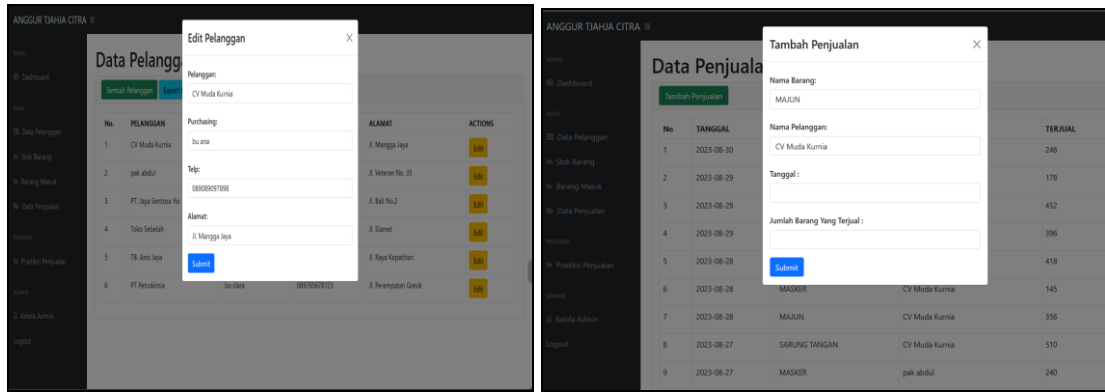 ANGGUR TJAHJA CITRA ≡
Edit Pelanggan
X
MENU
Dashboard
DATA
Data Pelanggan
Stok Barang
Barang Masuk
Data Penjualan
PREDIKSI
Prediksi Penjualan
ADMIN
Kelola Admin
Logout
Data Pelangg
Tambah Pelanggan
Export
Pelanggan:
CV Muda Kurnia
Purchasing:
bu ana
Telp:
089089097898
Alamat:
Jl. Mangga Jaya
Submit
No. PELANGGAN ALAMAT ACTIONS
1 CV Muda Kurnia Jl. Mangga Jaya Edit
2 pak abdul Jl. Veteran No. 35 Edit
3 PT. Jaya Sentosa Yo Jl. Bali No.2 Edit
4 Toko Sebelah Jl. Slamet Edit
5 TB. Anis Jaya Jl. Raya Kepatihan Edit
6 PT Petrokimia bu dara 089765678123 Jl. Perempatan Gresik Edit
ANGGUR TJAHJA CITRA ≡
Tambah Penjualan
X
MENU
Dashboard
DATA
Data Pelanggan
Stok Barang
Barang Masuk
Data Penjualan
PREDIKSI
Prediksi Penjualan
ADMIN
Kelola Admin
Logout
Data Penjuala
Tambah Penjualan
Nama Barang:
MAJUN
Nama Pelanggan:
CV Muda Kurnia
Tanggal :
Jumlah Barang Yang Terjual :
Submit
No TANGGAL TERJUAL
1 2023-08-30 246
2 2023-08-29 178
3 2023-08-29 452
4 2023-08-29 396
5 2023-08-28 418
6 2023-08-28 MASKER CV Muda Kurnia 145
7 2023-08-28 MAJUN CV Muda Kurnia 356
8 2023-08-27 SARUNG TANGAN CV Muda Kurnia 510
9 2023-08-27 MASKER pak abdul 240